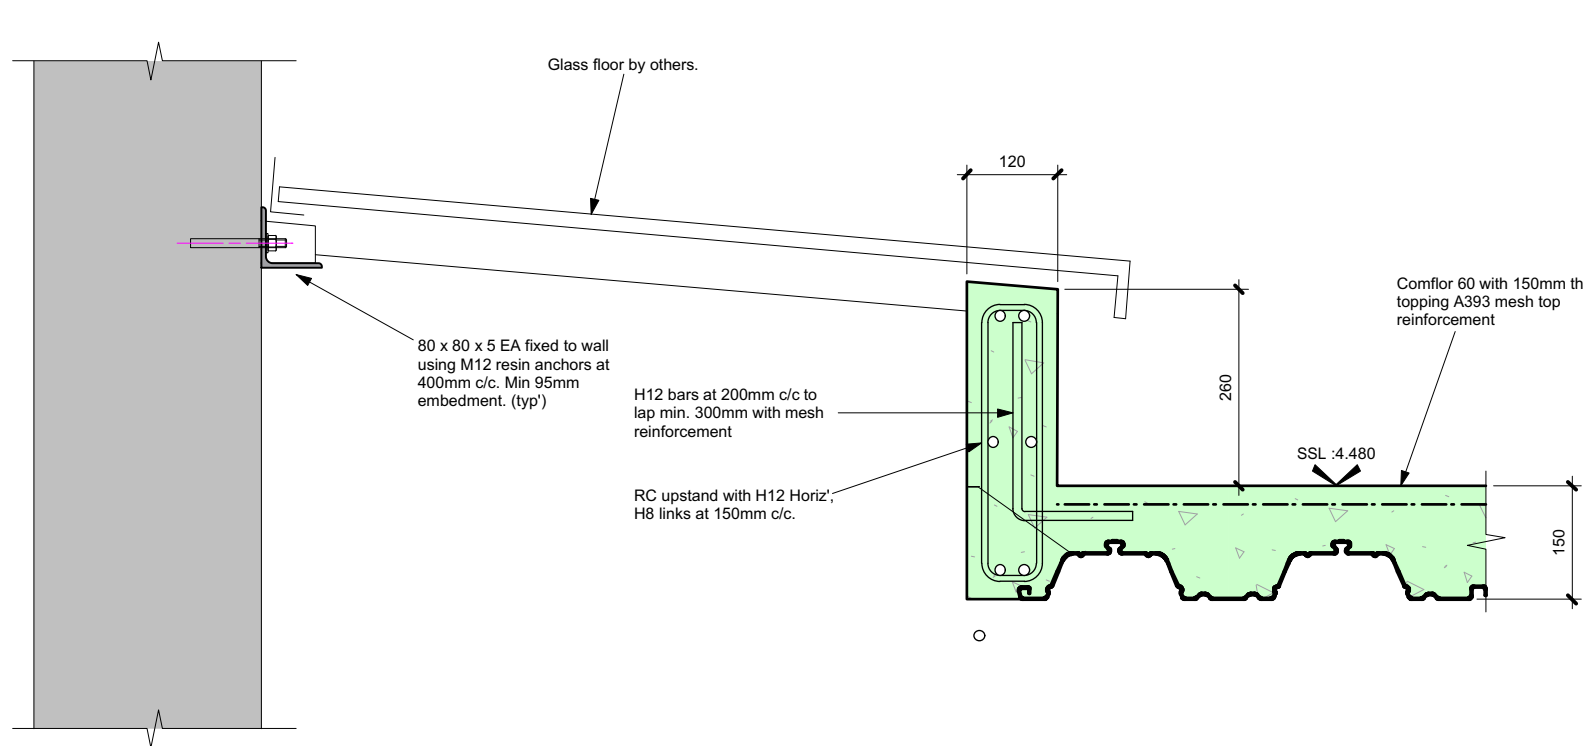 Glass floor by others.
120
Comflor 60 with 150mm th
topping A393 mesh top
reinforcement
80 x 80 x 5 EA fixed to wall
using M12 resin anchors at
400mm c/c. Min 95mm
embedment. (typ')
H12 bars at 200mm c/c to
lap min. 300mm with mesh
reinforcement
260
SSL :4.480
RC upstand with H12 Horiz',
H8 links at 150mm c/c.
150